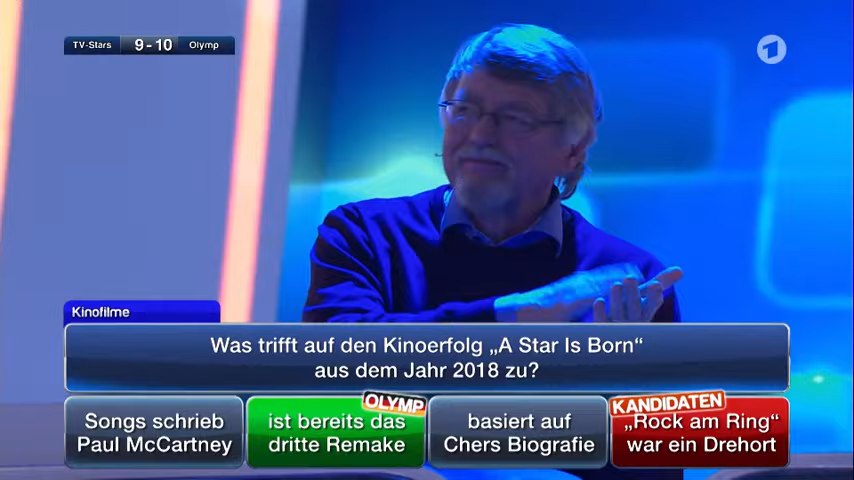 TV-Stars 9 - 10 Olymp
1
Kinofilme
Was trifft auf den Kinoerfolg „A Star Is Born“
aus dem Jahr 2018 zu?
Songs schrieb
Paul McCartney
OLYMP
ist bereits das
dritte Remake
basiert auf
Chers Biografie
KANDIDATEN
„Rock am Ring“
war ein Drehort